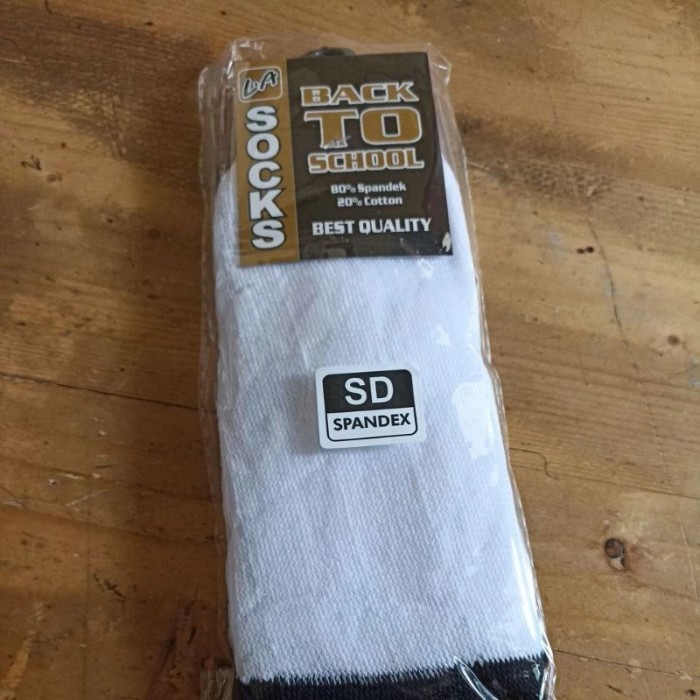 LA
SOCKS
BACK
TO
SCHOOL
80% Spandek
20% Cotton
BEST QUALITY
SD
SPANDEX